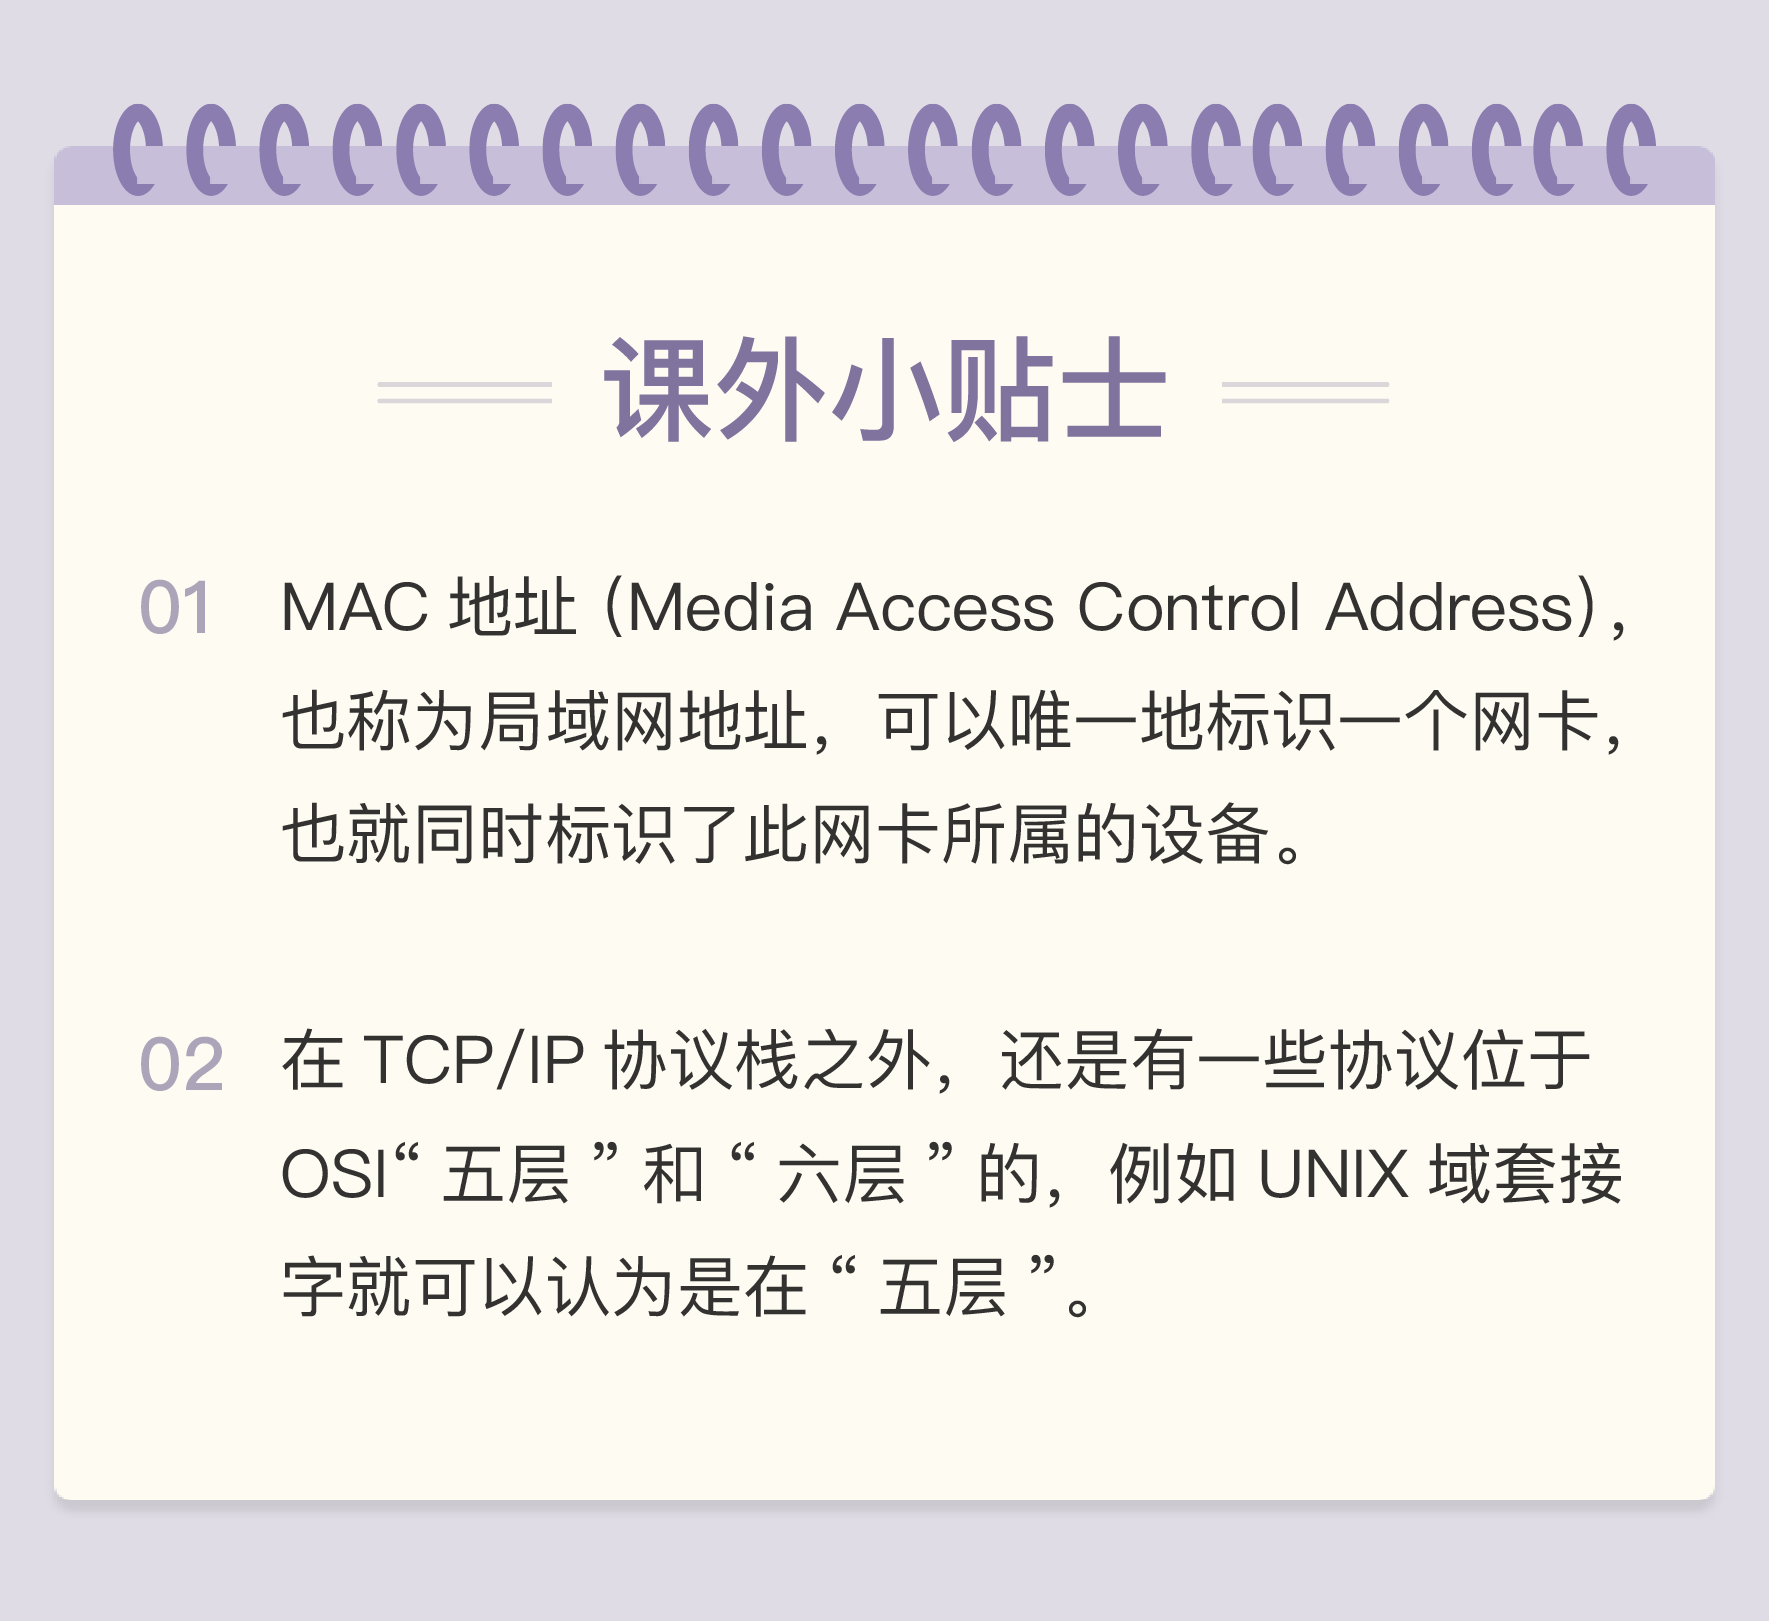 课外小贴士
01 MAC 地址（Media Access Control Address），
也称为局域网地址，可以唯一地标识一个网卡，
也就同时标识了此网卡所属的设备。
02 在 TCP/IP 协议栈之外，还是有一些协议位于
OSI“ 五层 ” 和 “ 六层 ” 的，例如 UNIX 域套接
字就可以认为是在 “ 五层 ”。